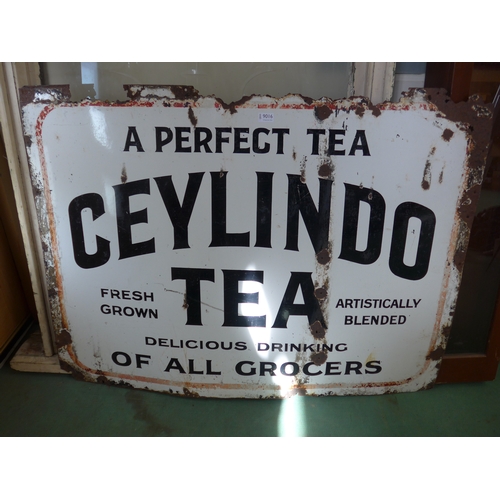 A PERFECT TEA
CEYLINDO
TEA
FRESH
GROWN
ARTISTICALLY
BLENDED
DELICIOUS DRINKING
OF ALL GROCERS